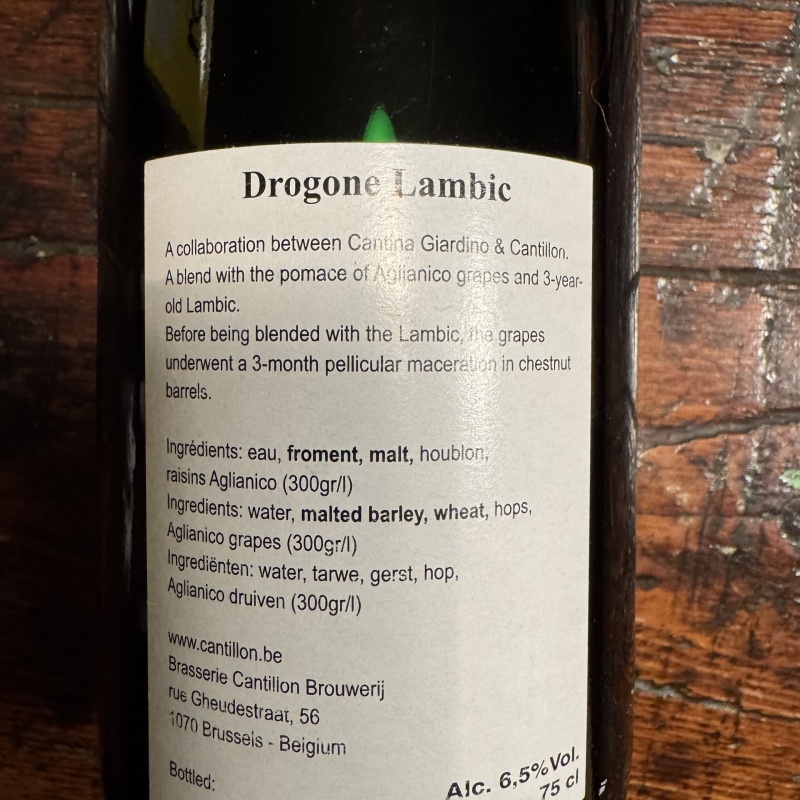 Drogone Lambic
A collaboration between Cantina Giardino & Cantillon.
A blend with the pomace of Aglianico grapes and 3-year-
old Lambic.
Before being blended with the Lambic, the grapes
underwent a 3-month pellicular maceration in chestnut
barrels.
Ingrédients: eau, froment, malt, houblon,
raisins Aglianico (300gr/l)
Ingredients: water, malted barley, wheat, hops,
Aglianico grapes (300gr/l)
Ingrediënten: water, tarwe, gerst, hop,
Aglianico druiven (300gr/l)
www.cantillon.be
Brasserie Cantillon Brouwerij
rue Gheudestraat, 56
1070 Brussels - Belgium
Bottled:
Alc. 6,5%Vol.
75 cl